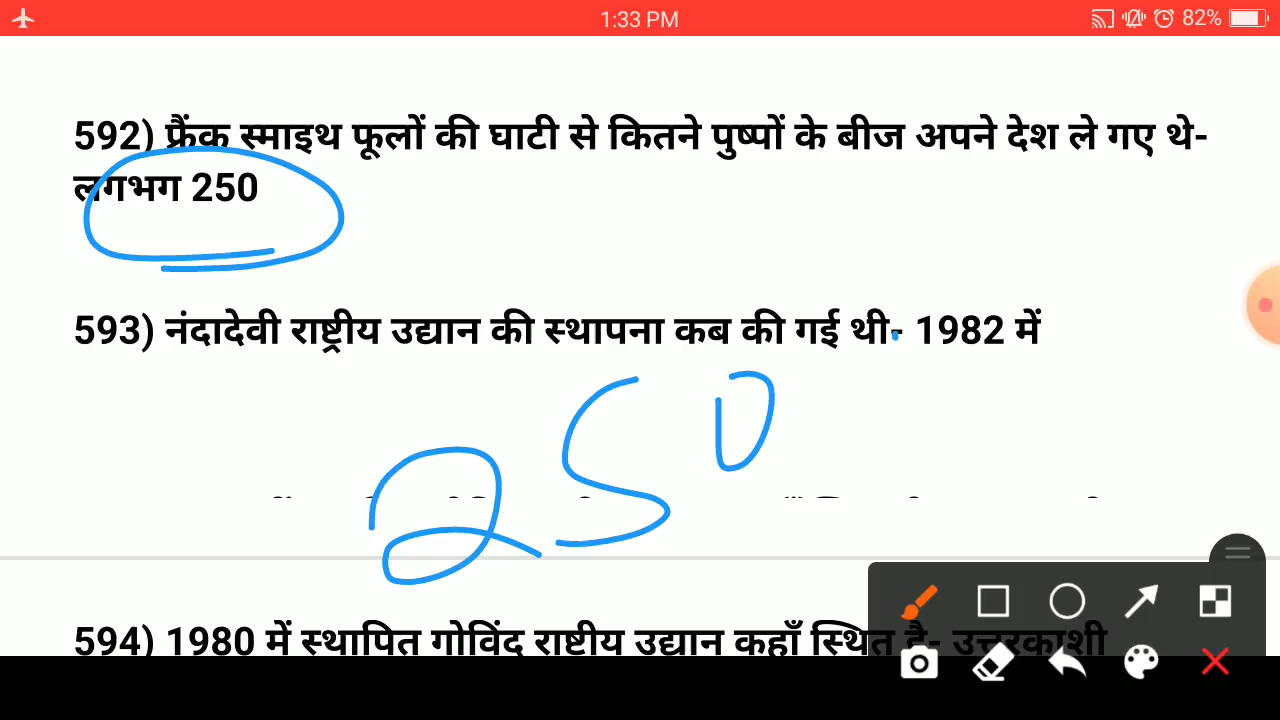 1:33 PM
82%
592) फ्रैंक स्माइथ फूलों की घाटी से कितने पुष्पों के बीज अपने देश ले गए थे-
लगभग 250
593) नंदादेवी राष्ट्रीय उद्यान की स्थापना कब की गई थी- 1982 में
250
594) 1980 में स्थापित गोविंद राष्टीय उद्यान कहाँ स्थित है- उत्तरकाशी